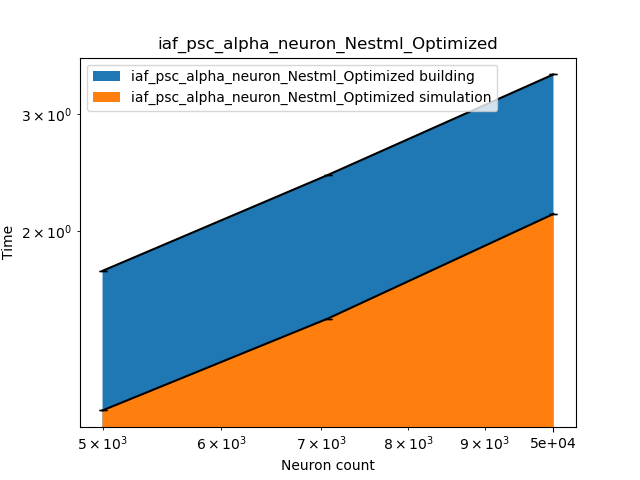 iaf_psc_alpha_neuron_Nestml_Optimized
iaf_psc_alpha_neuron_Nestml_Optimized building
iaf_psc_alpha_neuron_Nestml_Optimized simulation
3 × 10⁰
2 × 10⁰
Time
5 × 10³ 6 × 10³ 7 × 10³ 8 × 10³ 9 × 10³ 5e+04
Neuron count